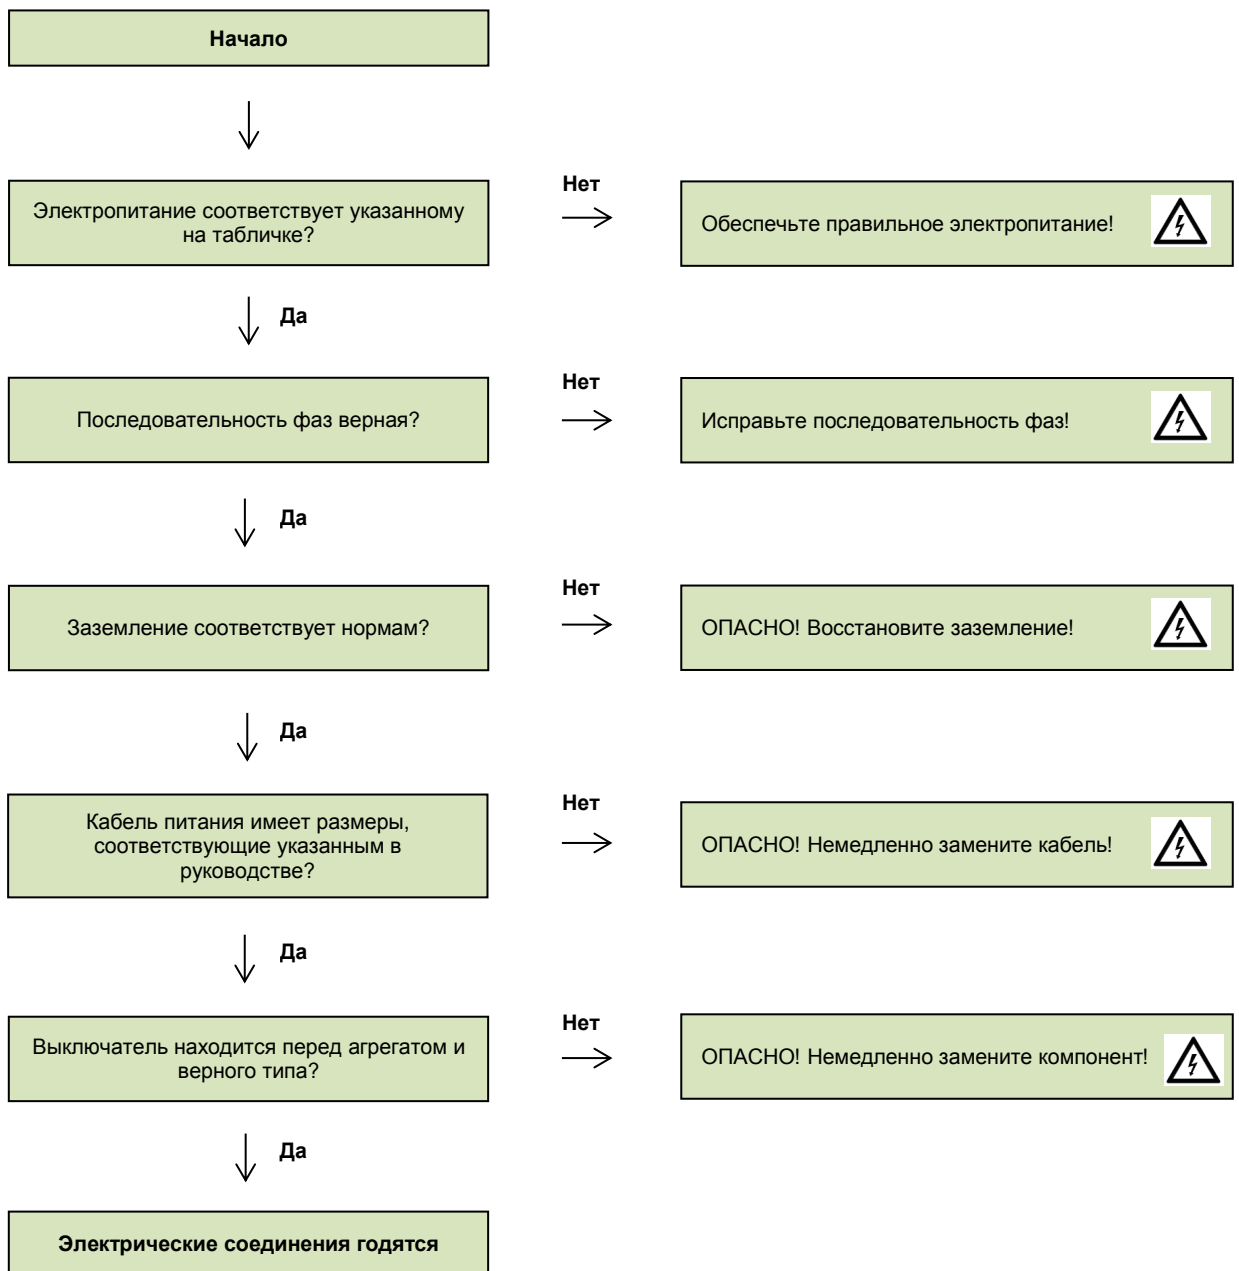 Начало
Электропитание соответствует указанному
на табличке?
Нет
Обеспечьте правильное электропитание!
Да
Последовательность фаз верная?
Нет
Исправьте последовательность фаз!
Да
Заземление соответствует нормам?
Нет
ОПАСНО! Восстановите заземление!
Да
Кабель питания имеет размеры,
соответствующие указанным в
руководстве?
Нет
ОПАСНО! Немедленно замените кабель!
Да
Выключатель находится перед агрегатом и
верного типа?
Нет
ОПАСНО! Немедленно замените компонент!
Да
Электрические соединения годятся